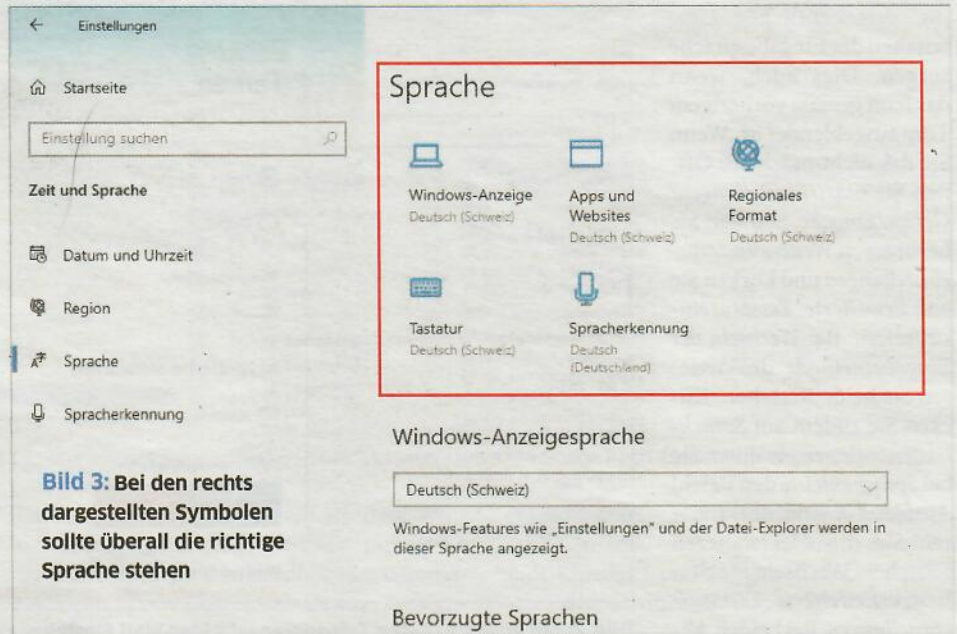 Einstellungen
Startseite
Einstellung suchen
Zeit und Sprache
Datum und Uhrzeit
Region
Sprache
Spracherkennung
Bild 3: Bei den rechts
dargestellten Symbolen
sollte überall die richtige
Sprache stehen
Sprache
Windows-Anzeige
Deutsch (Schweiz)
Apps und
Websites
Deutsch (Schweiz)
Regionales
Format
Deutsch (Schweiz)
Tastatur
Deutsch (Schweiz)
Spracherkennung
Deutsch
(Deutschland)
Windows-Anzeigesprache
Deutsch (Schweiz)
Windows-Features wie „Einstellungen" und der Datei-Explorer werden in
dieser Sprache angezeigt.
Bevorzugte Sprachen